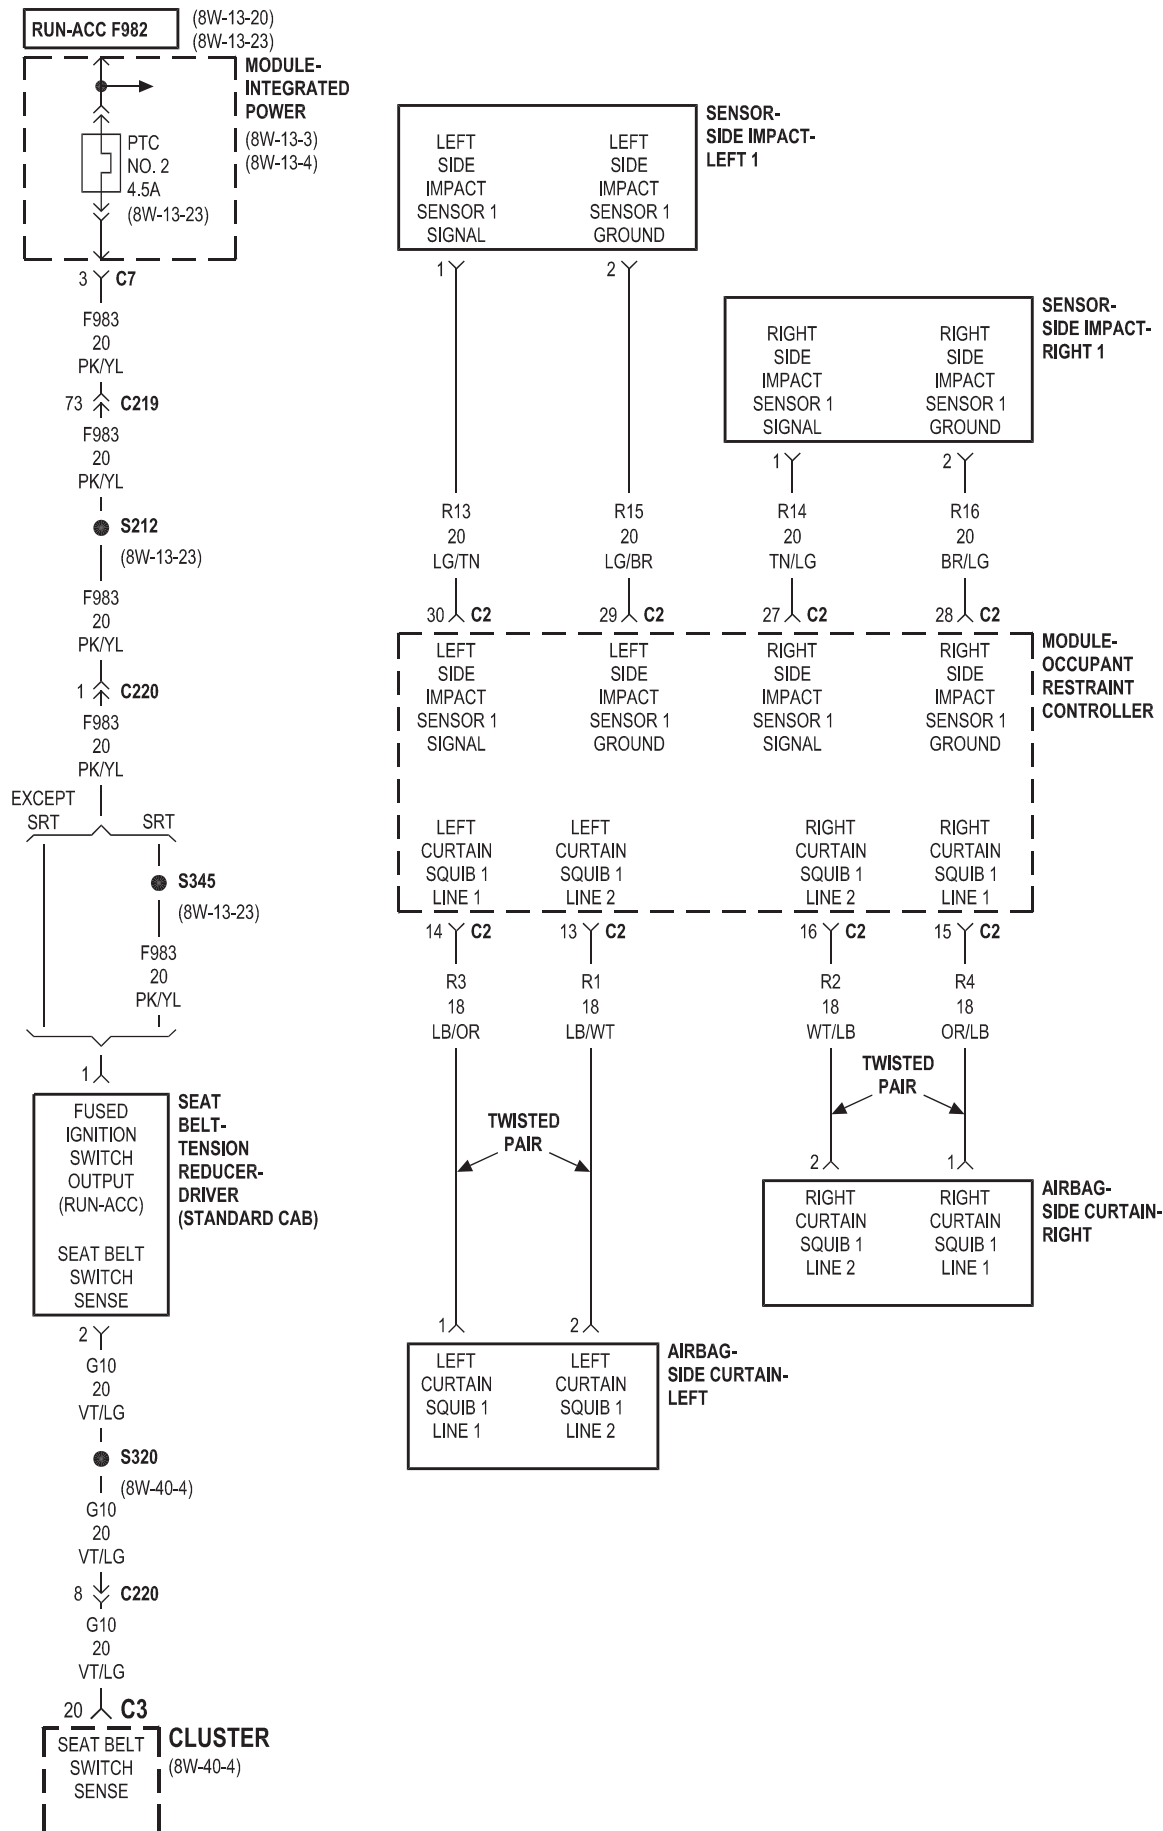 RUN-ACC F982
(8W-13-20)
(8W-13-23)
MODULE-
INTEGRATED
POWER
(8W-13-3)
(8W-13-4)
PTC
NO. 2
4.5A
(8W-13-23)
3 C7
F983
20
PK/YL
73 C219
F983
20
PK/YL
S212
(8W-13-23)
F983
20
PK/YL
1 C220
F983
20
PK/YL
EXCEPT
SRT
SRT
S345
(8W-13-23)
F983
20
PK/YL
1
FUSED
IGNITION
SWITCH
OUTPUT
(RUN-ACC)
SEAT BELT
SWITCH
SENSE
SEAT
BELT-
TENSION
REDUCER-
DRIVER
(STANDARD CAB)
2
G10
20
VT/LG
S320
(8W-40-4)
G10
20
VT/LG
8 C220
G10
20
VT/LG
20 C3
SEAT BELT
SWITCH
SENSE
CLUSTER
(8W-40-4)
LEFT
SIDE
IMPACT
SENSOR 1
SIGNAL
LEFT
SIDE
IMPACT
SENSOR 1
GROUND
SENSOR-
SIDE IMPACT-
LEFT 1
1
2
RIGHT
SIDE
IMPACT
SENSOR 1
SIGNAL
RIGHT
SIDE
IMPACT
SENSOR 1
GROUND
SENSOR-
SIDE IMPACT-
RIGHT 1
1
2
R13
20
LG/TN
R15
20
LG/BR
R14
20
TN/LG
R16
20
BR/LG
30 C2
29 C2
27 C2
28 C2
LEFT
SIDE
IMPACT
SENSOR 1
SIGNAL
LEFT
SIDE
IMPACT
SENSOR 1
GROUND
RIGHT
SIDE
IMPACT
SENSOR 1
SIGNAL
RIGHT
SIDE
IMPACT
SENSOR 1
GROUND
MODULE-
OCCUPANT
RESTRAINT
CONTROLLER
LEFT
CURTAIN
SQUIB 1
LINE 1
LEFT
CURTAIN
SQUIB 1
LINE 2
RIGHT
CURTAIN
SQUIB 1
LINE 2
RIGHT
CURTAIN
SQUIB 1
LINE 1
14 C2
13 C2
16 C2
15 C2
R3
18
LB/OR
R1
18
LB/WT
R2
18
WT/LB
R4
18
OR/LB
TWISTED
PAIR
TWISTED
PAIR
2
1
RIGHT
CURTAIN
SQUIB 1
LINE 2
RIGHT
CURTAIN
SQUIB 1
LINE 1
AIRBAG-
SIDE CURTAIN-
RIGHT
1
2
LEFT
CURTAIN
SQUIB 1
LINE 1
LEFT
CURTAIN
SQUIB 1
LINE 2
AIRBAG-
SIDE CURTAIN-
LEFT